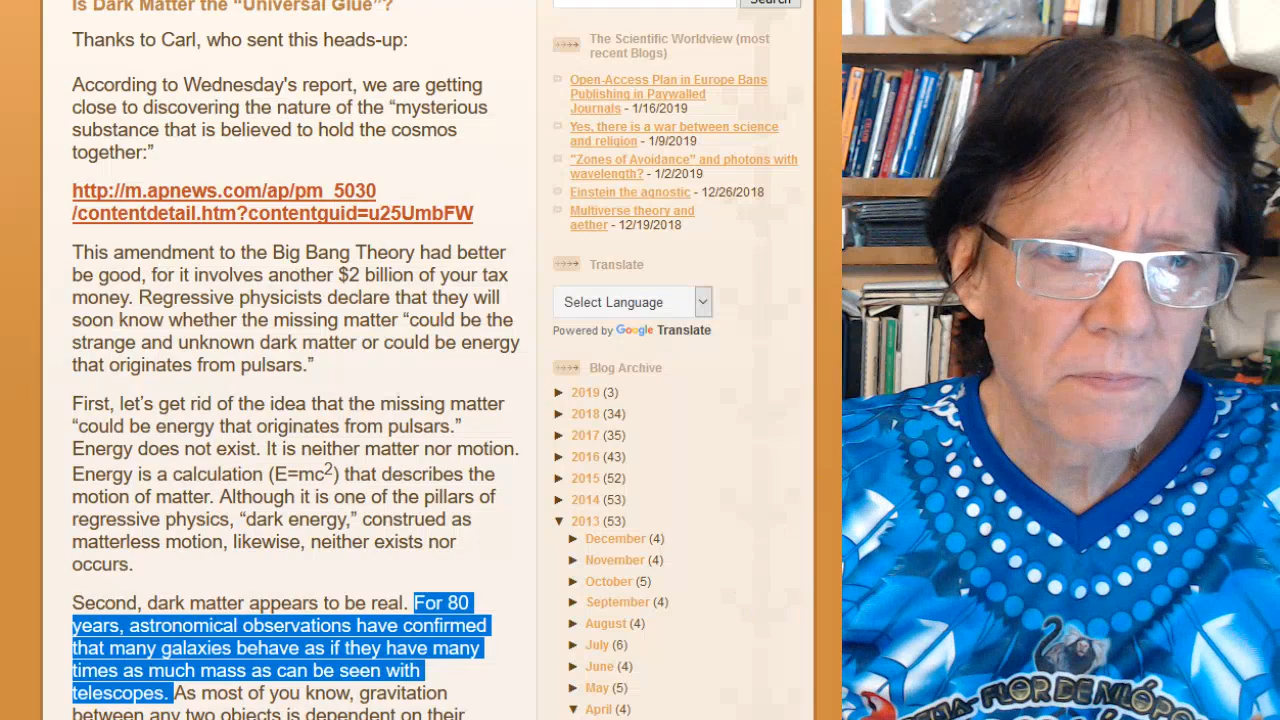 Is Dark Matter the “Universal Glue”?
Thanks to Carl, who sent this heads-up:
According to Wednesday's report, we are getting
close to discovering the nature of the “mysterious
substance that is believed to hold the cosmos
together:”
http://m.apnews.com/ap/pm_5030
/contentdetail.htm?contentguid=u25UmbFW
This amendment to the Big Bang Theory had better
be good, for it involves another $2 billion of your tax
money. Regressive physicists declare that they will
soon know whether the missing matter “could be the
strange and unknown dark matter or could be energy
that originates from pulsars.”
First, let’s get rid of the idea that the missing matter
“could be energy that originates from pulsars.”
Energy does not exist. It is neither matter nor motion.
Energy is a calculation (E=mc2) that describes the
motion of matter. Although it is one of the pillars of
regressive physics, “dark energy,” construed as
matterless motion, likewise, neither exists nor
occurs.
Second, dark matter appears to be real. For 80
years, astronomical observations have confirmed
that many galaxies behave as if they have many
times as much mass as can be seen with
telescopes. As most of you know, gravitation
between any two objects is dependent on their
Search
The Scientific Worldview (most
recent Blogs)
Open-Access Plan in Europe Bans
Publishing in Paywalled
Journals - 1/16/2019
Yes, there is a war between science
and religion - 1/9/2019
"Zones of Avoidance" and photons with
wavelength? - 1/2/2019
Einstein the agnostic - 12/26/2018
Multiverse theory and
aether - 12/19/2018
Translate
Select Language
Powered by Google Translate
Blog Archive
► 2019 (3)
► 2018 (34)
► 2017 (35)
► 2016 (43)
► 2015 (52)
► 2014 (53)
▼ 2013 (53)
► December (4)
► November (4)
► October (5)
► September (4)
► August (4)
► July (6)
► June (4)
► May (5)
▼ April (4)
FLOR DE